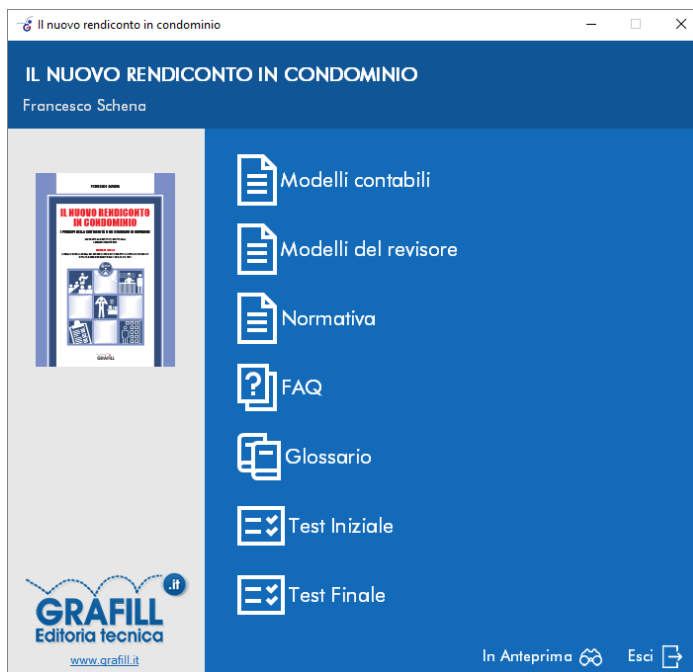 Il nuovo rendiconto in condominio
IL NUOVO RENDICONTO IN CONDOMINIO
Francesco Schena
IL NUOVO RENDICONTO
IN CONDOMINIO
GRAFILL
Modelli contabili
Modelli del revisore
Normativa
FAQ
Glossario
Test Iniziale
Test Finale
.it
GRAFILL
Editoria tecnica
www.grafill.it
In Anteprima
Esci